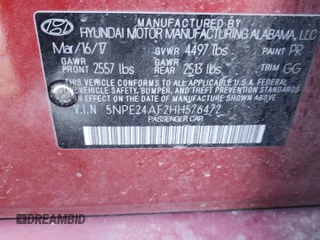 MANUFACTURED BY
HYUNDAI MOTOR MANUFACTURING ALABAMA, LLC
Mar/16/17 GVWR 4497 lbs PAINT PR
GAWR FRONT 2557 lbs GAWR REAR 2513 lbs TRIM GG
THIS VEHICLE CONFORMS TO ALL APPLICABLE
U.S. FEDERAL MOTOR VEHICLE SAFETY, BUMPER, AND THEFT
PREVENTION STANDARDS IN EFFECT ON THE DATE OF
MANUFACTURE SHOWN ABOVE.
V.I.N 5NPE24AF2HH576472
PASSENGER CAR
© DREAMBID